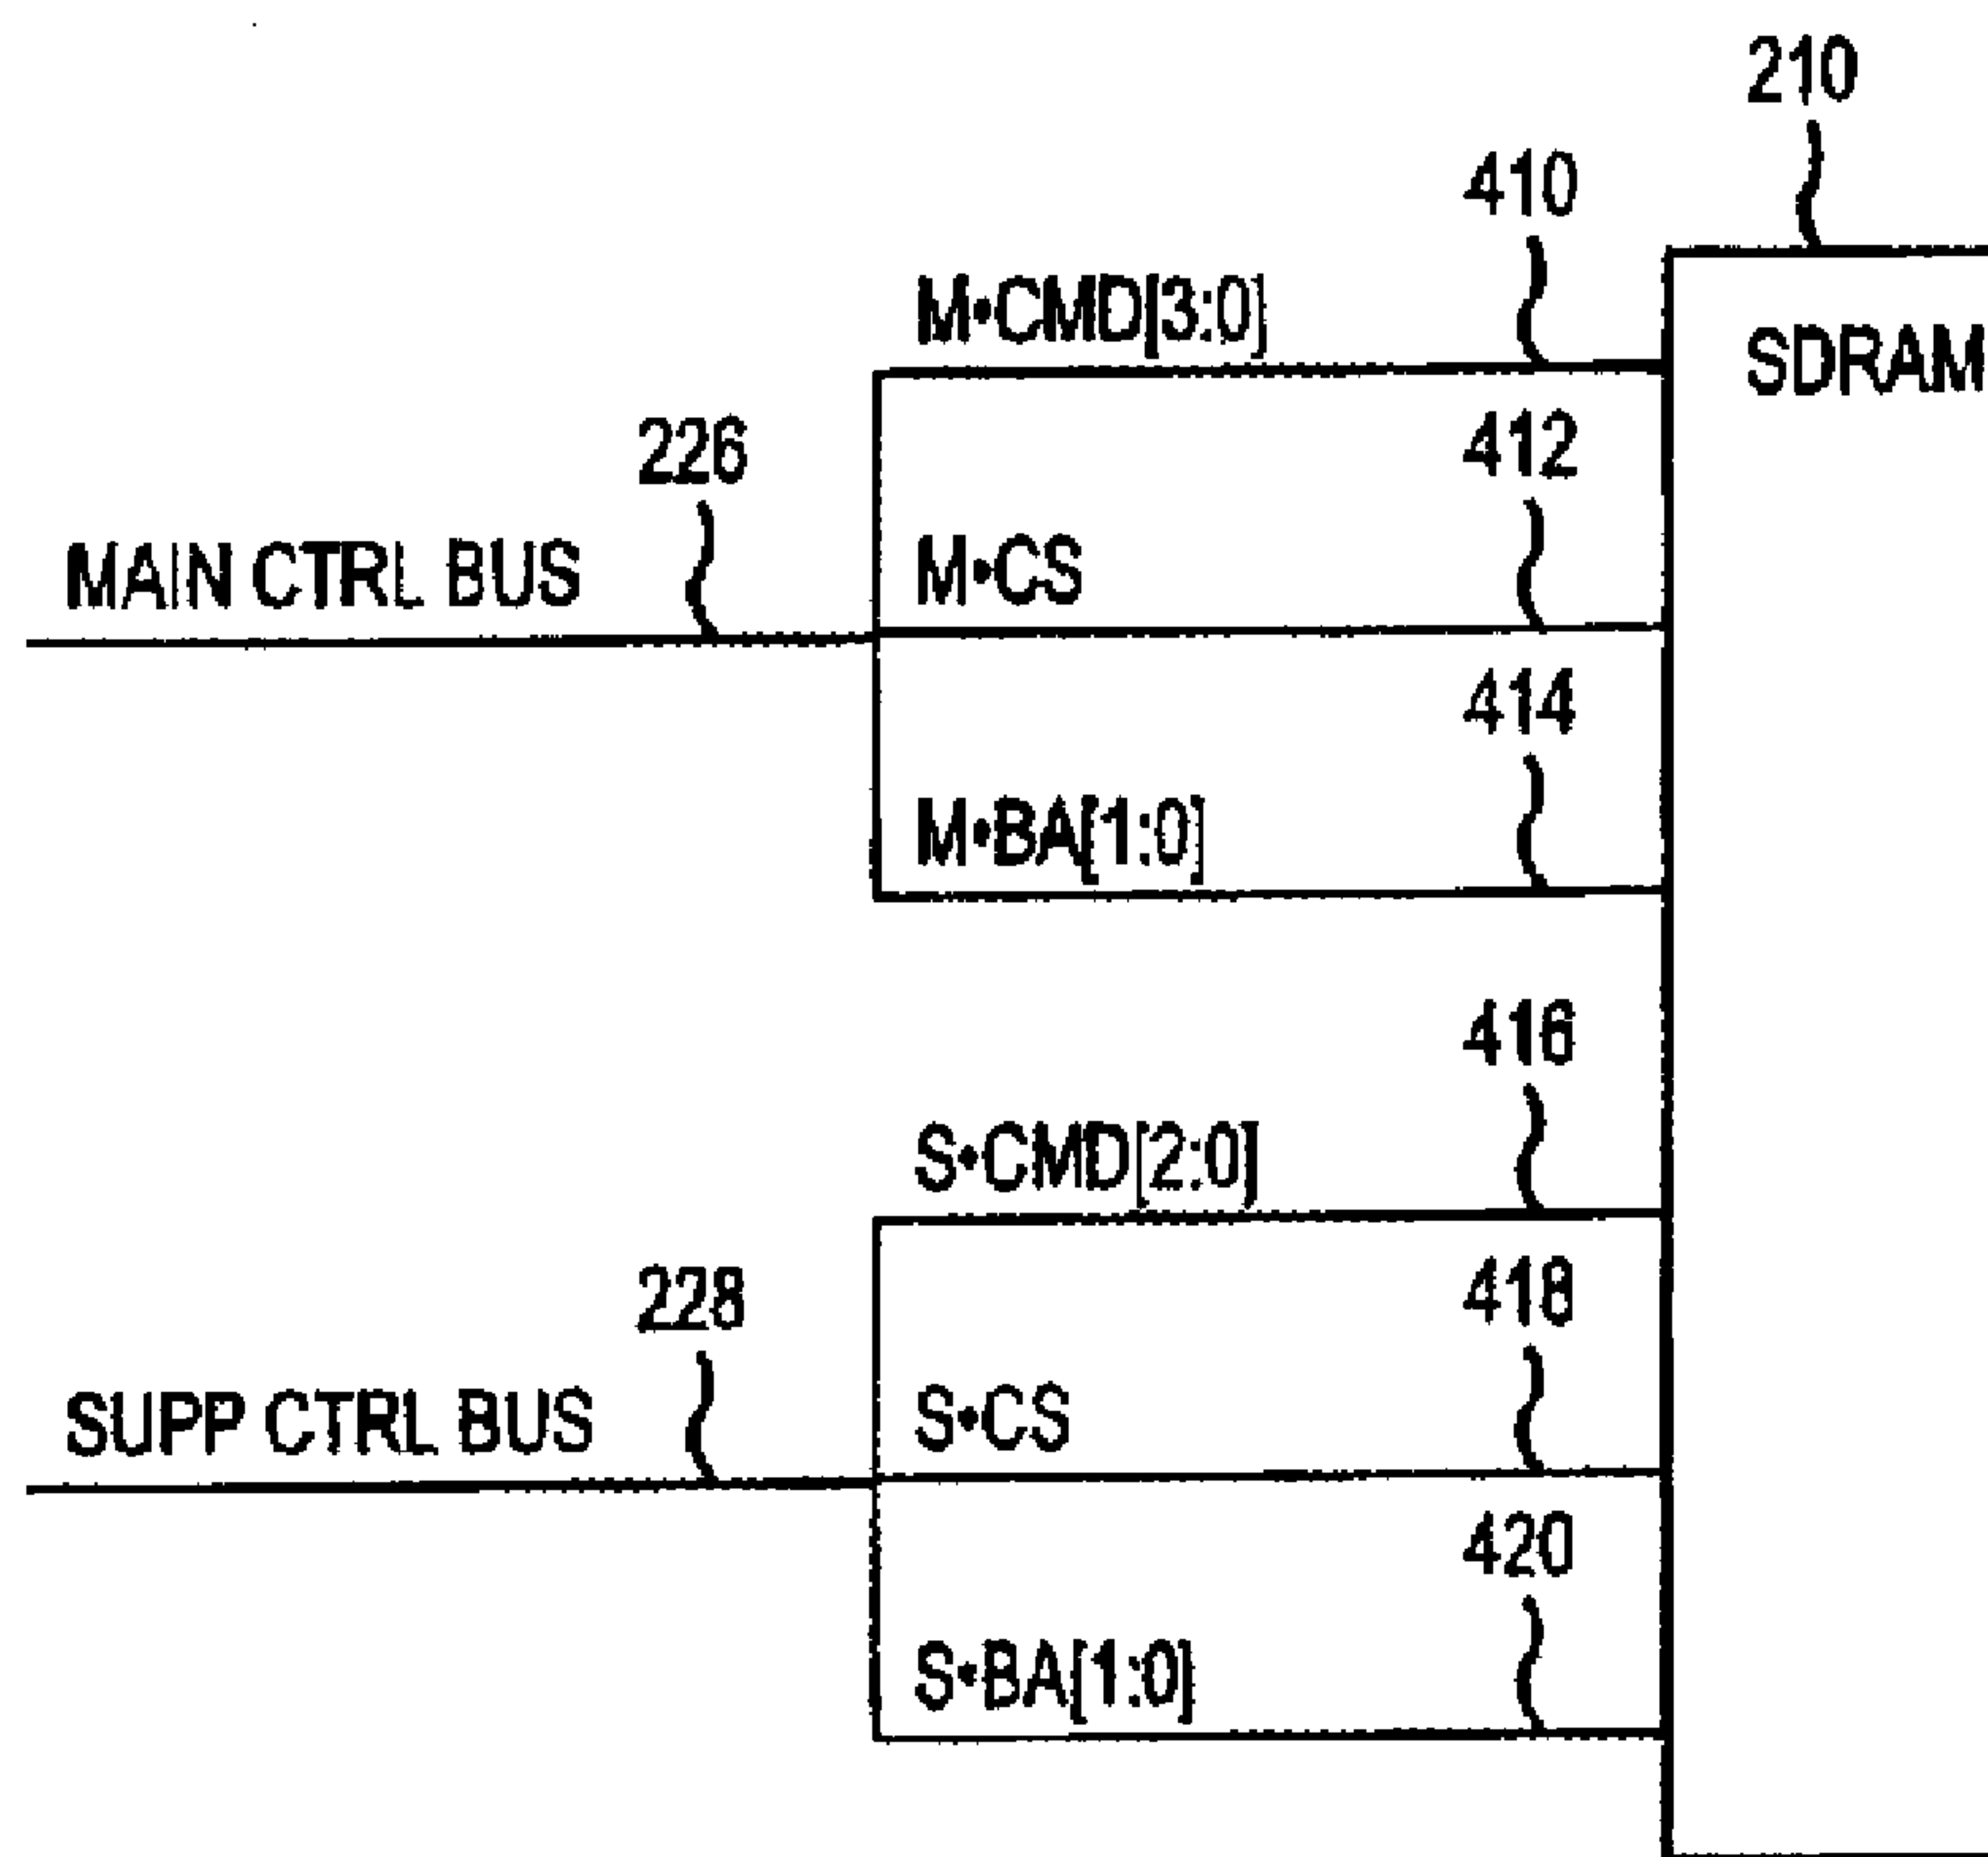 210
410
M•CMD[3:0]
SDRAM
226
412
MAIN CTRL BUS
M•CS
414
M•BA[1:0]
416
S•CMD[2:0]
228
418
SUPP CTRL BUS
S•CS
420
S•BA[1:0]